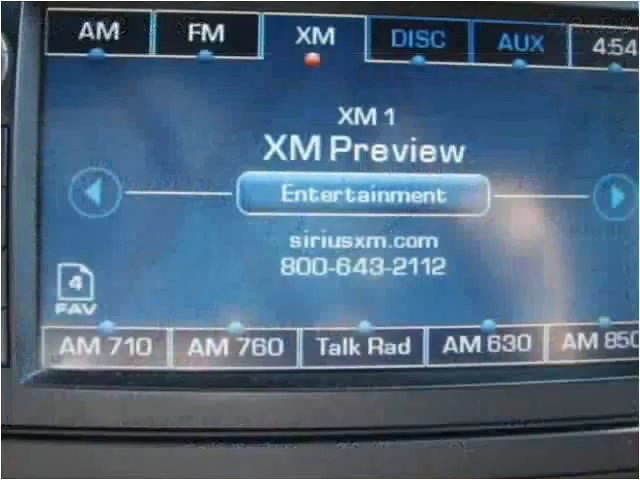 AM FM XM DISC AUX 4:54
XM 1
XM Preview
Entertainment
siriusxm.com
800-643-2112
4
FAV
AM 710 AM 760 Talk Rad AM 630 AM 850